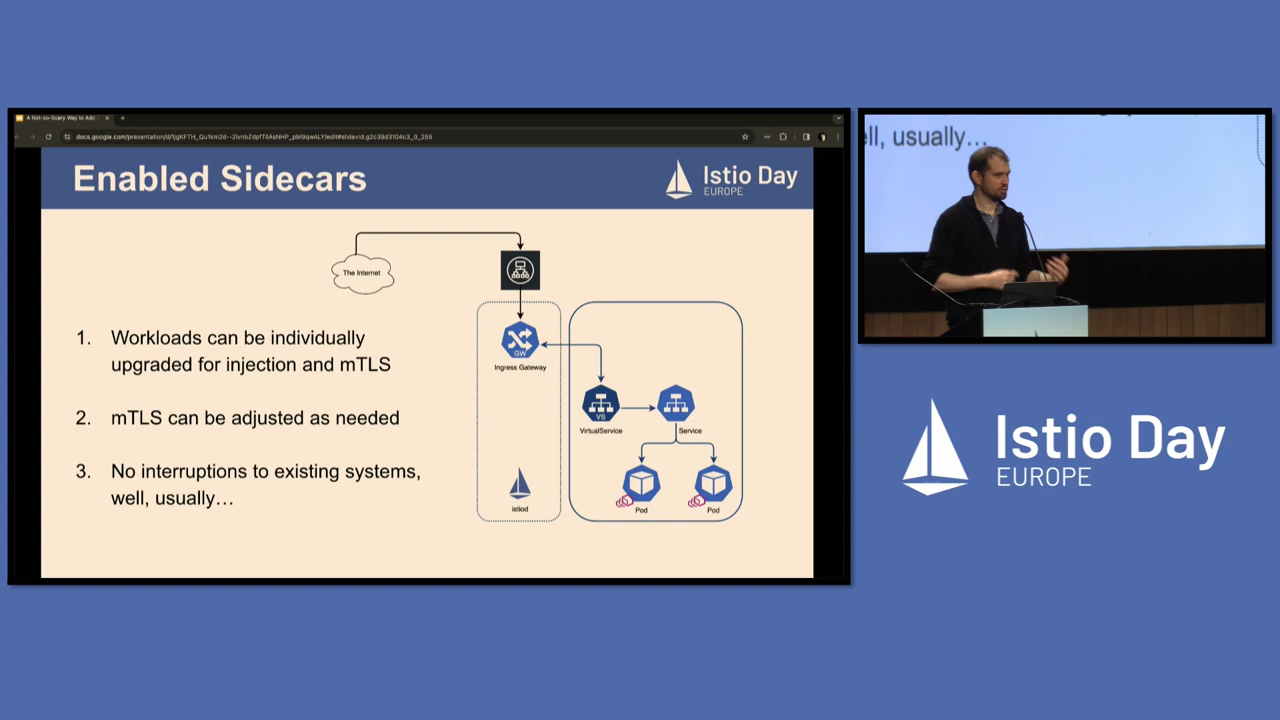 A Not-so-Scary Way to Add
Enabled Sidecars
Istio Day
EUROPE
The Internet
1. Workloads can be individually
upgraded for injection and mTLS
2. mTLS can be adjusted as needed
3. No interruptions to existing systems,
well, usually…
GW
Ingress Gateway
VS
VirtualService
Service
Pod
Pod
istiod
ell, usually…
Istio Day
EUROPE